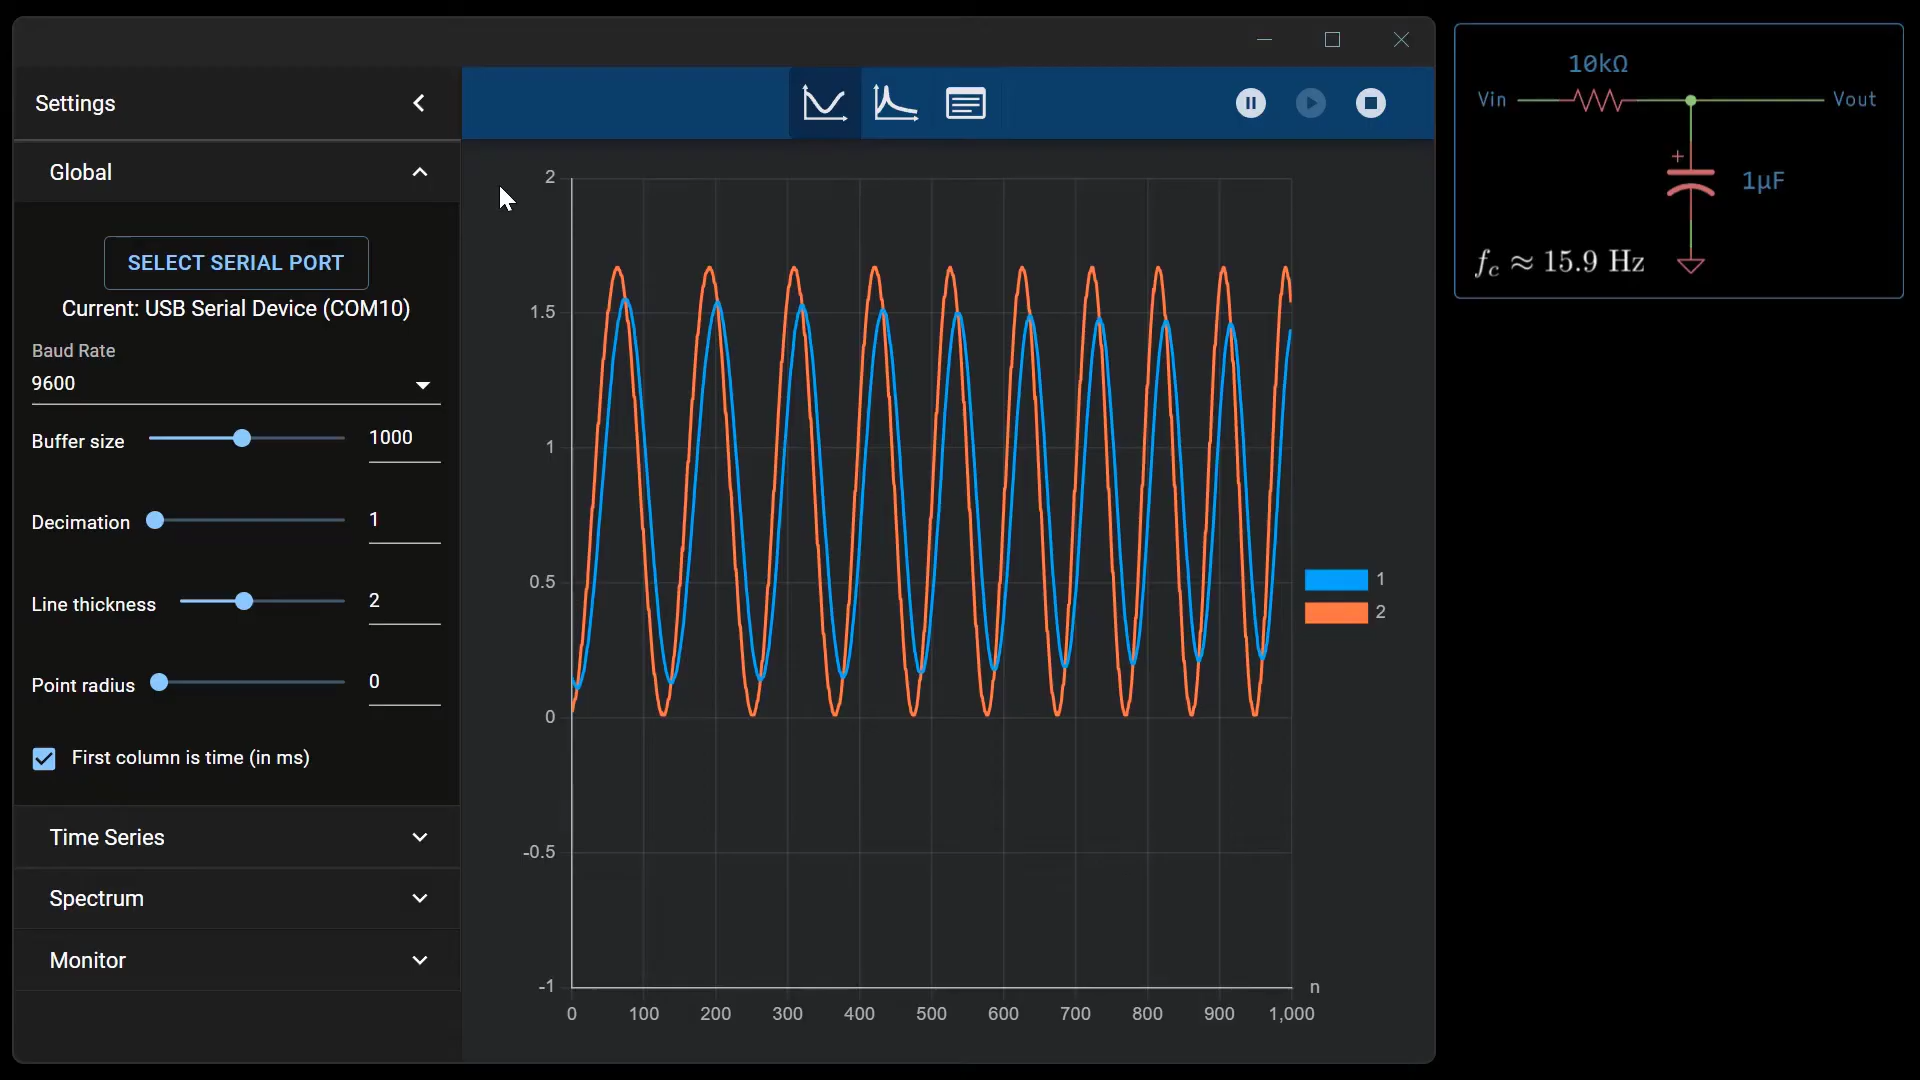 Settings
Global
SELECT SERIAL PORT
Current: USB Serial Device (COM10)
Baud Rate
9600
Buffer size 1000
Decimation 1
Line thickness 2
Point radius 0
First column is time (in ms)
Time Series
Spectrum
Monitor
2
1.5
1
0.5
0
-0.5
-1
0 100 200 300 400 500 600 700 800 900 1,000
n
1
2
10kΩ
Vin
Vout
+
1µF
fc ≈ 15.9 Hz